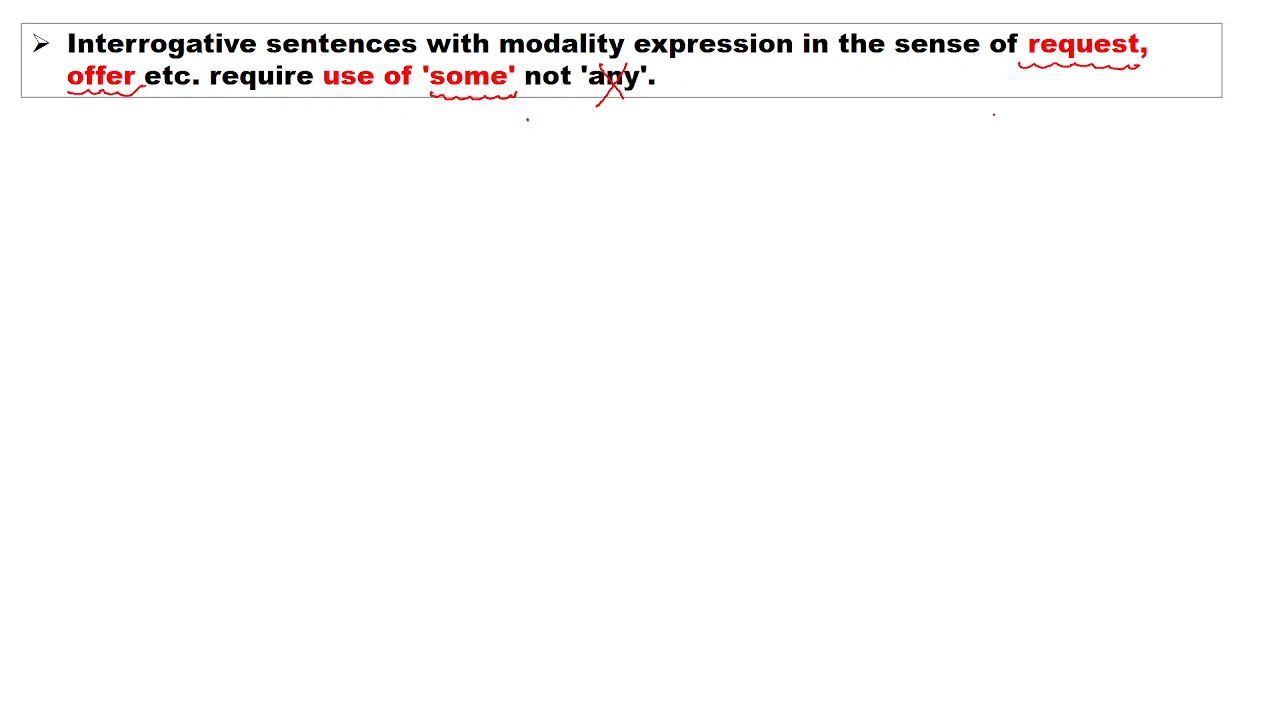 ➢ Interrogative sentences with modality expression in the sense of request,
offer etc. require use of 'some' not 'any'.